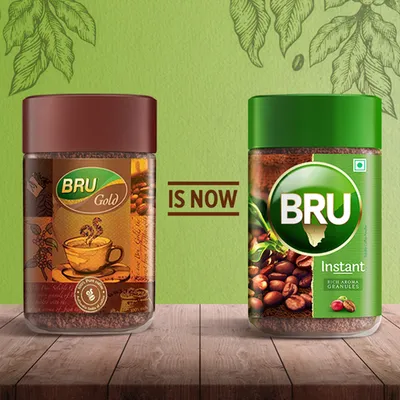 BRU
Gold
IS NOW
BRU
Instant
RICH AROMA
GRANULES